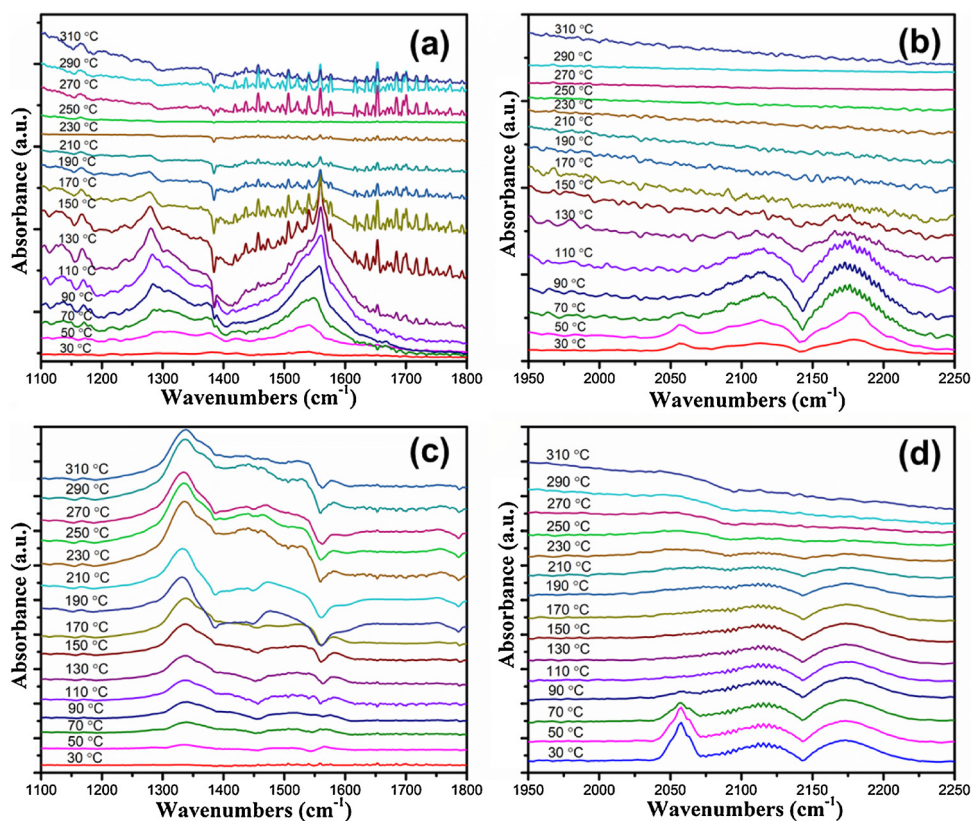 (a)
310 °C
290 °C
270 °C
250 °C
230 °C
210 °C
190 °C
170 °C
150 °C
130 °C
110 °C
90 °C
70 °C
50 °C
30 °C
Absorbance (a.u.)
1100 1200 1300 1400 1500 1600 1700 1800
Wavenumbers (cm⁻¹)
(b)
310 °C
290 °C
270 °C
250 °C
230 °C
210 °C
190 °C
170 °C
150 °C
130 °C
110 °C
90 °C
70 °C
50 °C
30 °C
Absorbance (a.u.)
1950 2000 2050 2100 2150 2200 2250
Wavenumbers (cm⁻¹)
(c)
310 °C
290 °C
270 °C
250 °C
230 °C
210 °C
190 °C
170 °C
150 °C
130 °C
110 °C
90 °C
70 °C
50 °C
30 °C
Absorbance (a.u.)
1100 1200 1300 1400 1500 1600 1700 1800
Wavenumbers (cm⁻¹)
(d)
310 °C
290 °C
270 °C
250 °C
230 °C
210 °C
190 °C
170 °C
150 °C
130 °C
110 °C
90 °C
70 °C
50 °C
30 °C
Absorbance (a.u.)
1950 2000 2050 2100 2150 2200 2250
Wavenumbers (cm⁻¹)